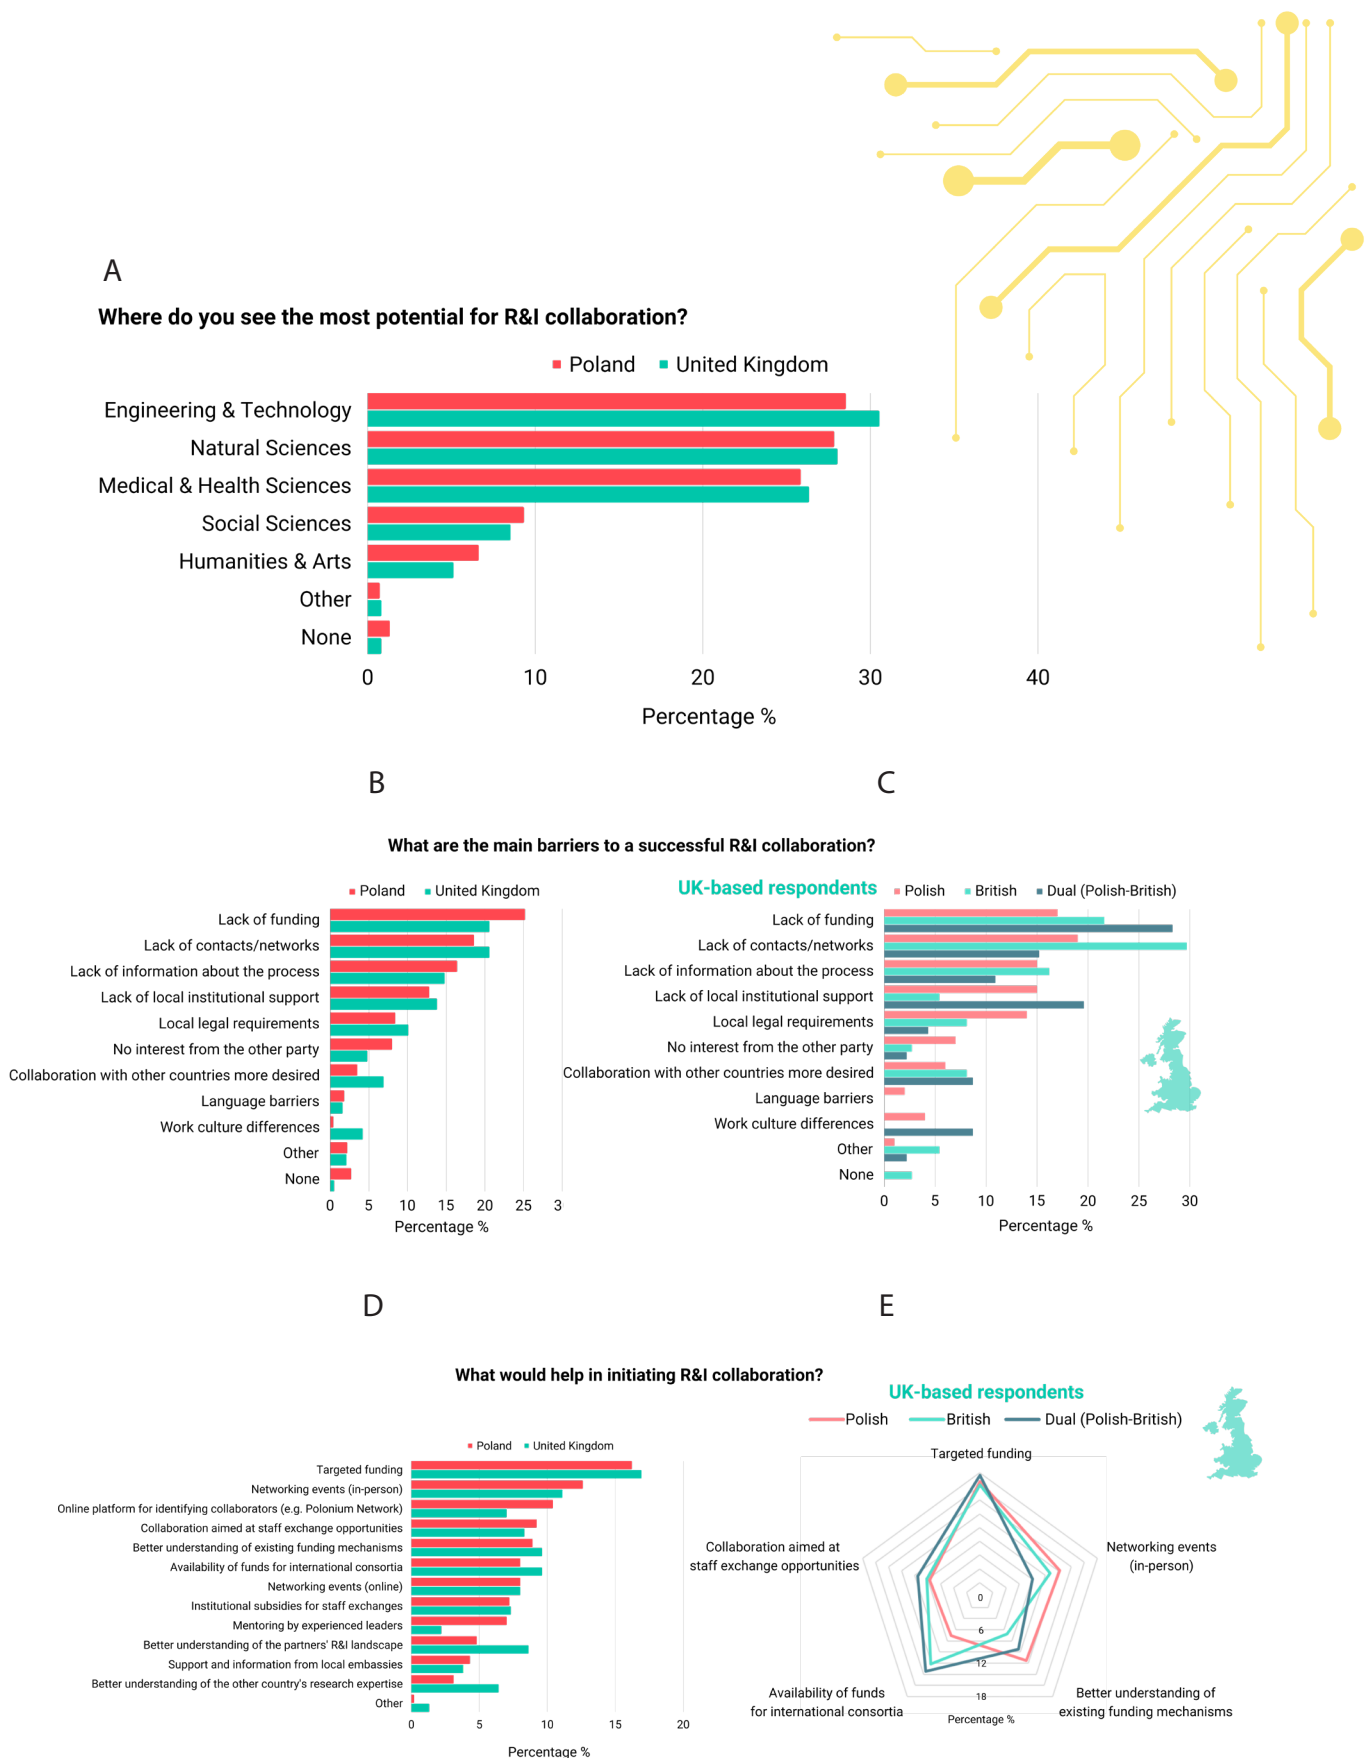 A
Where do you see the most potential for R&I collaboration?
Poland United Kingdom
Engineering & Technology
Natural Sciences
Medical & Health Sciences
Social Sciences
Humanities & Arts
Other
None
0 10 20 30 40
Percentage %
B C
What are the main barriers to a successful R&I collaboration?
Poland United Kingdom
Lack of funding
Lack of contacts/networks
Lack of information about the process
Lack of local institutional support
Local legal requirements
No interest from the other party
Collaboration with other countries more desired
Language barriers
Work culture differences
Other
None
0 5 10 15 20 25 3
Percentage %
UK-based respondents Polish British Dual (Polish-British)
Lack of funding
Lack of contacts/networks
Lack of information about the process
Lack of local institutional support
Local legal requirements
No interest from the other party
Collaboration with other countries more desired
Language barriers
Work culture differences
Other
None
0 5 10 15 20 25 30
Percentage %
D E
What would help in initiating R&I collaboration?
Poland United Kingdom
Targeted funding
Networking events (in-person)
Online platform for identifying collaborators (e.g. Polonium Network)
Collaboration aimed at staff exchange opportunities
Better understanding of existing funding mechanisms
Availability of funds for international consortia
Networking events (online)
Institutional subsidies for staff exchanges
Mentoring by experienced leaders
Better understanding of the partners' R&I landscape
Support and information from local embassies
Better understanding of the other country's research expertise
Other
0 5 10 15 20
Percentage %
UK-based respondents
Polish British Dual (Polish-British)
Targeted funding
Collaboration aimed at
staff exchange opportunities
Networking events
(in-person)
0
6
12
18
Availability of funds
for international consortia
Better understanding of
existing funding mechanisms
Percentage %